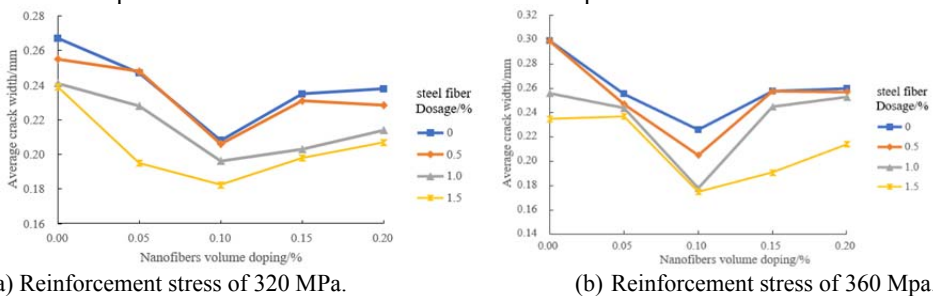 0.28
0.26
0.24
0.22
0.20
0.18
0.16
Average crack width/mm
0.00 0.05 0.10 0.15 0.20
Nanofibers volume doping/%
steel fiber
Dosage/%
0
0.5
1.0
1.5
a) Reinforcement stress of 320 MPa.
0.32
0.30
0.28
0.26
0.24
0.22
0.20
0.18
0.16
0.14
Average crack width/mm
0.00 0.05 0.10 0.15 0.20
Nanofibers volume doping/%
steel fiber
Dosage/%
0
0.5
1.0
1.5
(b) Reinforcement stress of 360 Mpa